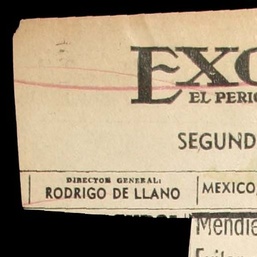 EXC
EL PERIO
SEGUND
DIRECTOR GENERAL:
RODRIGO DE LLANO
MEXICO,
Mendie